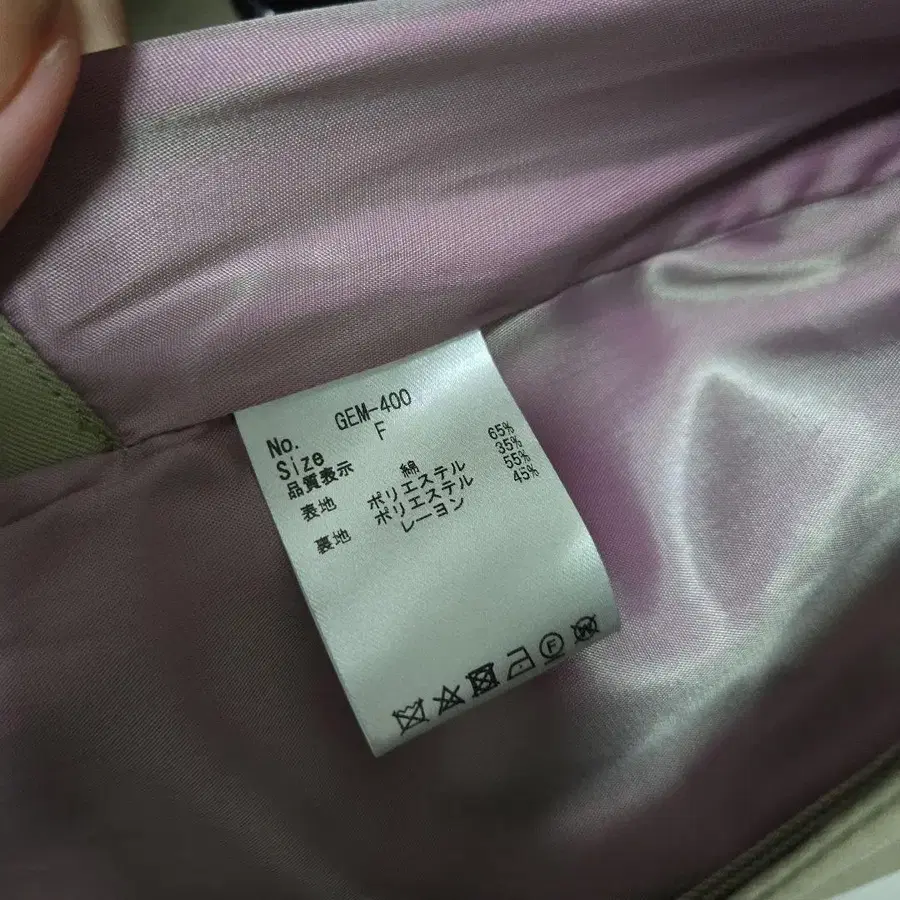 No. GEM-400
Size F
品質表示
表地 綿 65%
ポリエステル 35%
裏地 ポリエステル 55%
レーヨン 45%
F
W